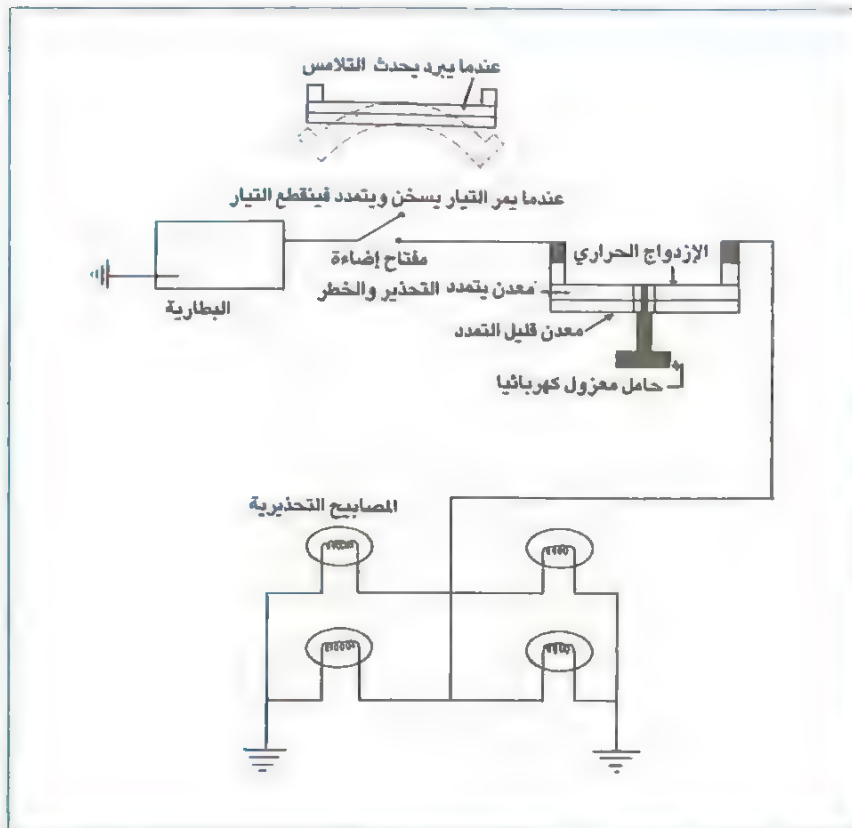 عندما يبرد يحدث التلامس
عندما يمر التيار يسخن ويتمدد فينقطع التيار
مفتاح إضاءة
البطارية
الإزدواج الحراري
معدن يتمدد التحذير والخطر
معدن قليل التمدد
حامل معزول كهربائيا
المصابيح التحذيرية